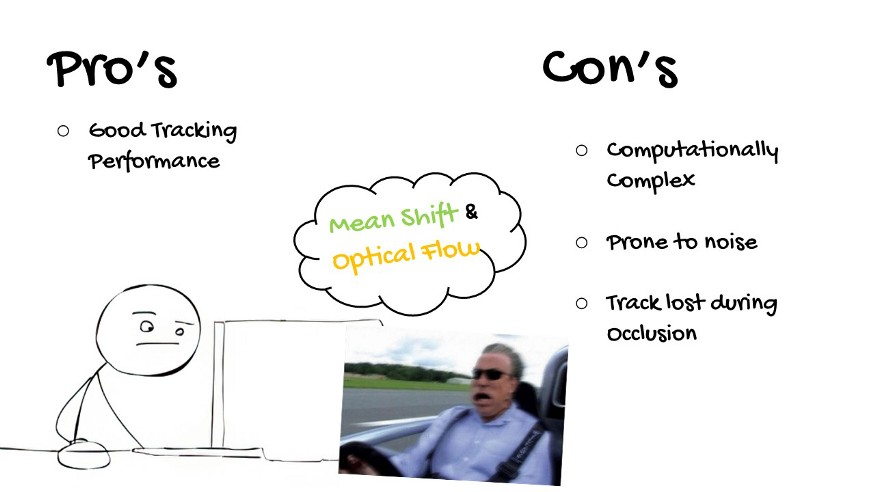 Pro's
Good Tracking
Performance
Mean Shift &
Optical Flow
Con's
Computationally
Complex
Prone to noise
Track lost during
Occlusion